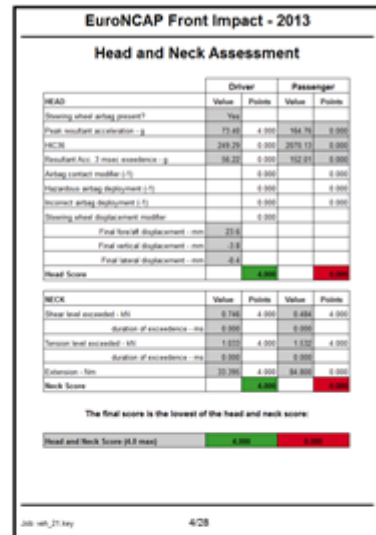 EuroNCAP Front Impact - 2013
Head and Neck Assessment
Driver Passenger
HEAD Value Points Value Points
Steering wheel airbag present? Yes
Peak resultant acceleration - g 73.40 4.000 164.76 0.000
HIC36 249.29 0.000 2070.13 0.000
Resultant Acc. 3 msec exeedence - g 56.22 0.000 152.01 0.000
Airbag contact modifier (-1) 0.000 0.000
Hazardous airbag deployment (-1) 0.000 0.000
Incorrect airbag deployment (-1) 0.000 0.000
Steering wheel displacement modifier 0.000
Final fore/aft displacement - mm 23.6
Final vertical displacement - mm -3.8
Final lateral displacement - mm -8.4
Head Score 4.000 0.000
NECK Value Points Value Points
Shear level exceeded - kN 0.746 4.000 0.484 4.000
duration of exceedence - ms 0.000 0.000
Tension level exceeded - kN 1.033 4.000 1.532 4.000
duration of exceedence - ms 0.000 0.000
Extension - Nm 33.396 4.000 84.800 0.000
Neck Score 4.000 0.000
The final score is the lowest of the head and neck score:
Head and Neck Score (4.0 max) 4.000 0.000
Job: veh_21.key 4/28